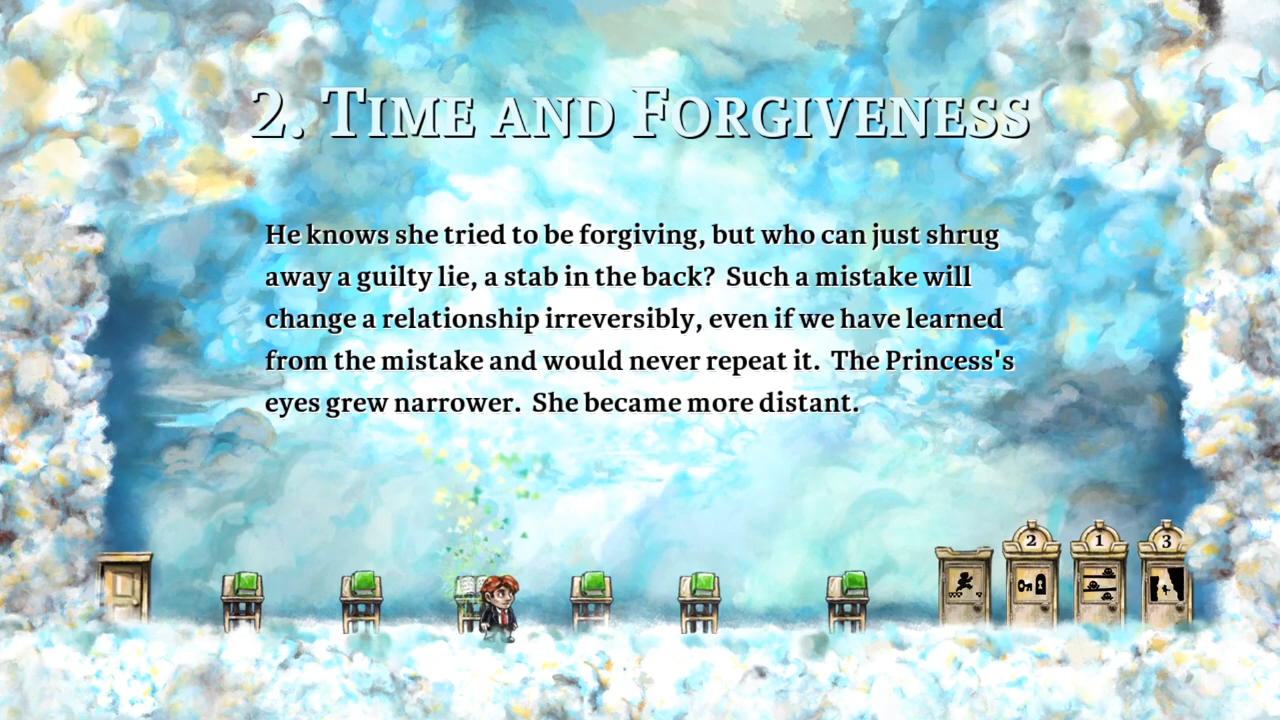 2. Time and Forgiveness
He knows she tried to be forgiving, but who can just shrug
away a guilty lie, a stab in the back?  Such a mistake will
change a relationship irreversibly, even if we have learned
from the mistake and would never repeat it.  The Princess's
eyes grew narrower.  She became more distant.
2 1 3